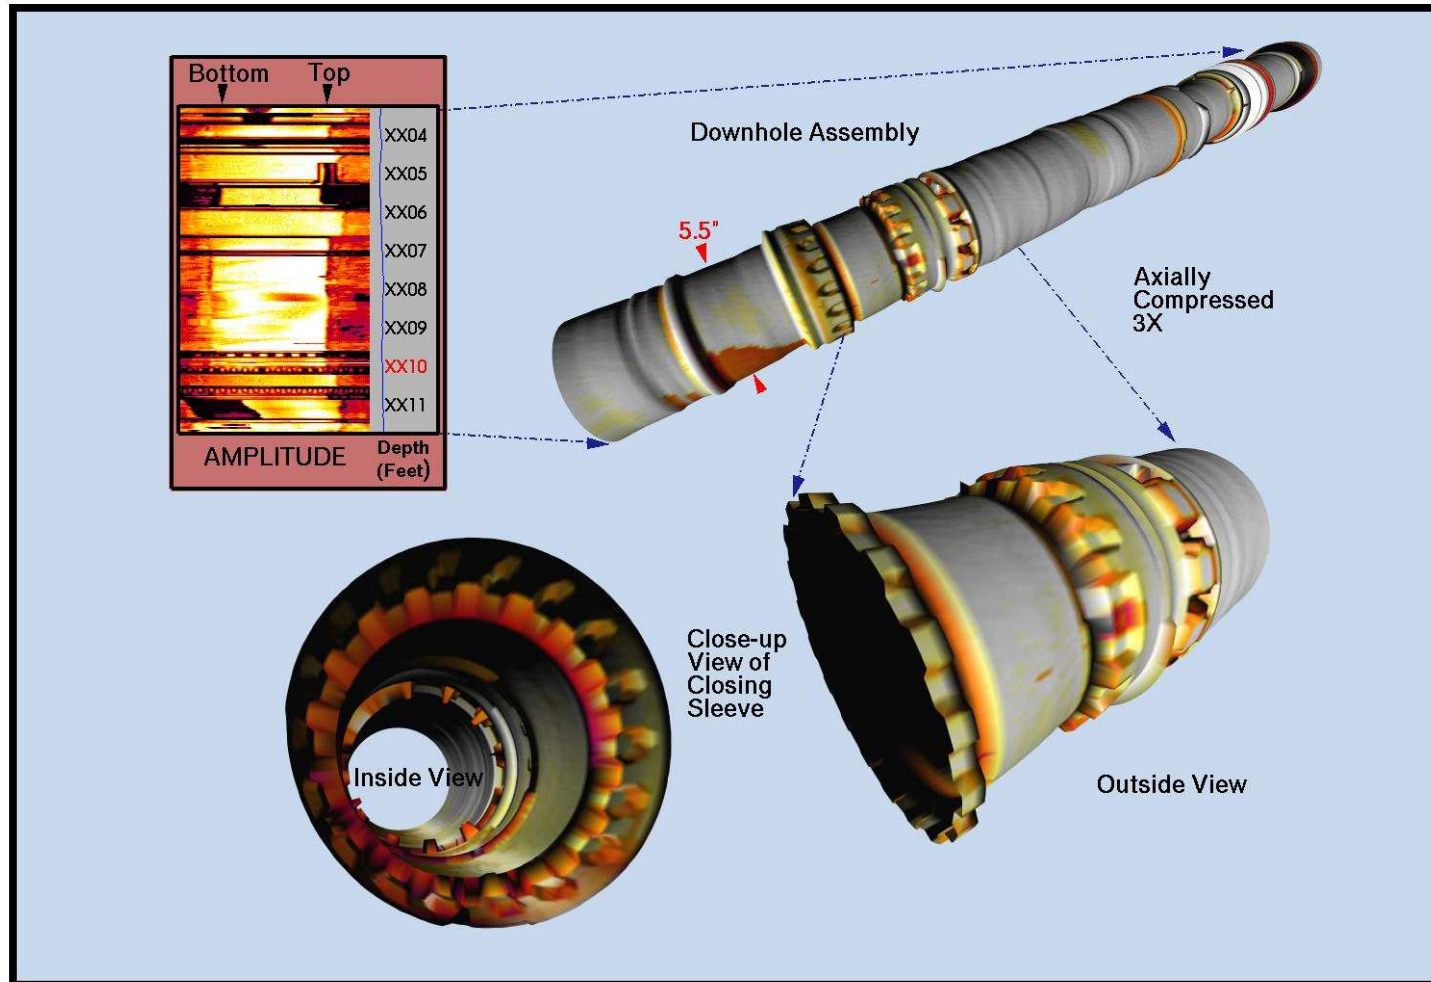 Bottom Top
XX04
XX05
XX06
XX07
XX08
XX09
XX10
XX11
AMPLITUDE
Depth
(Feet)
Downhole Assembly
5.5"
Axially
Compressed
3X
Close-up
View of
Closing
Sleeve
Inside View
Outside View